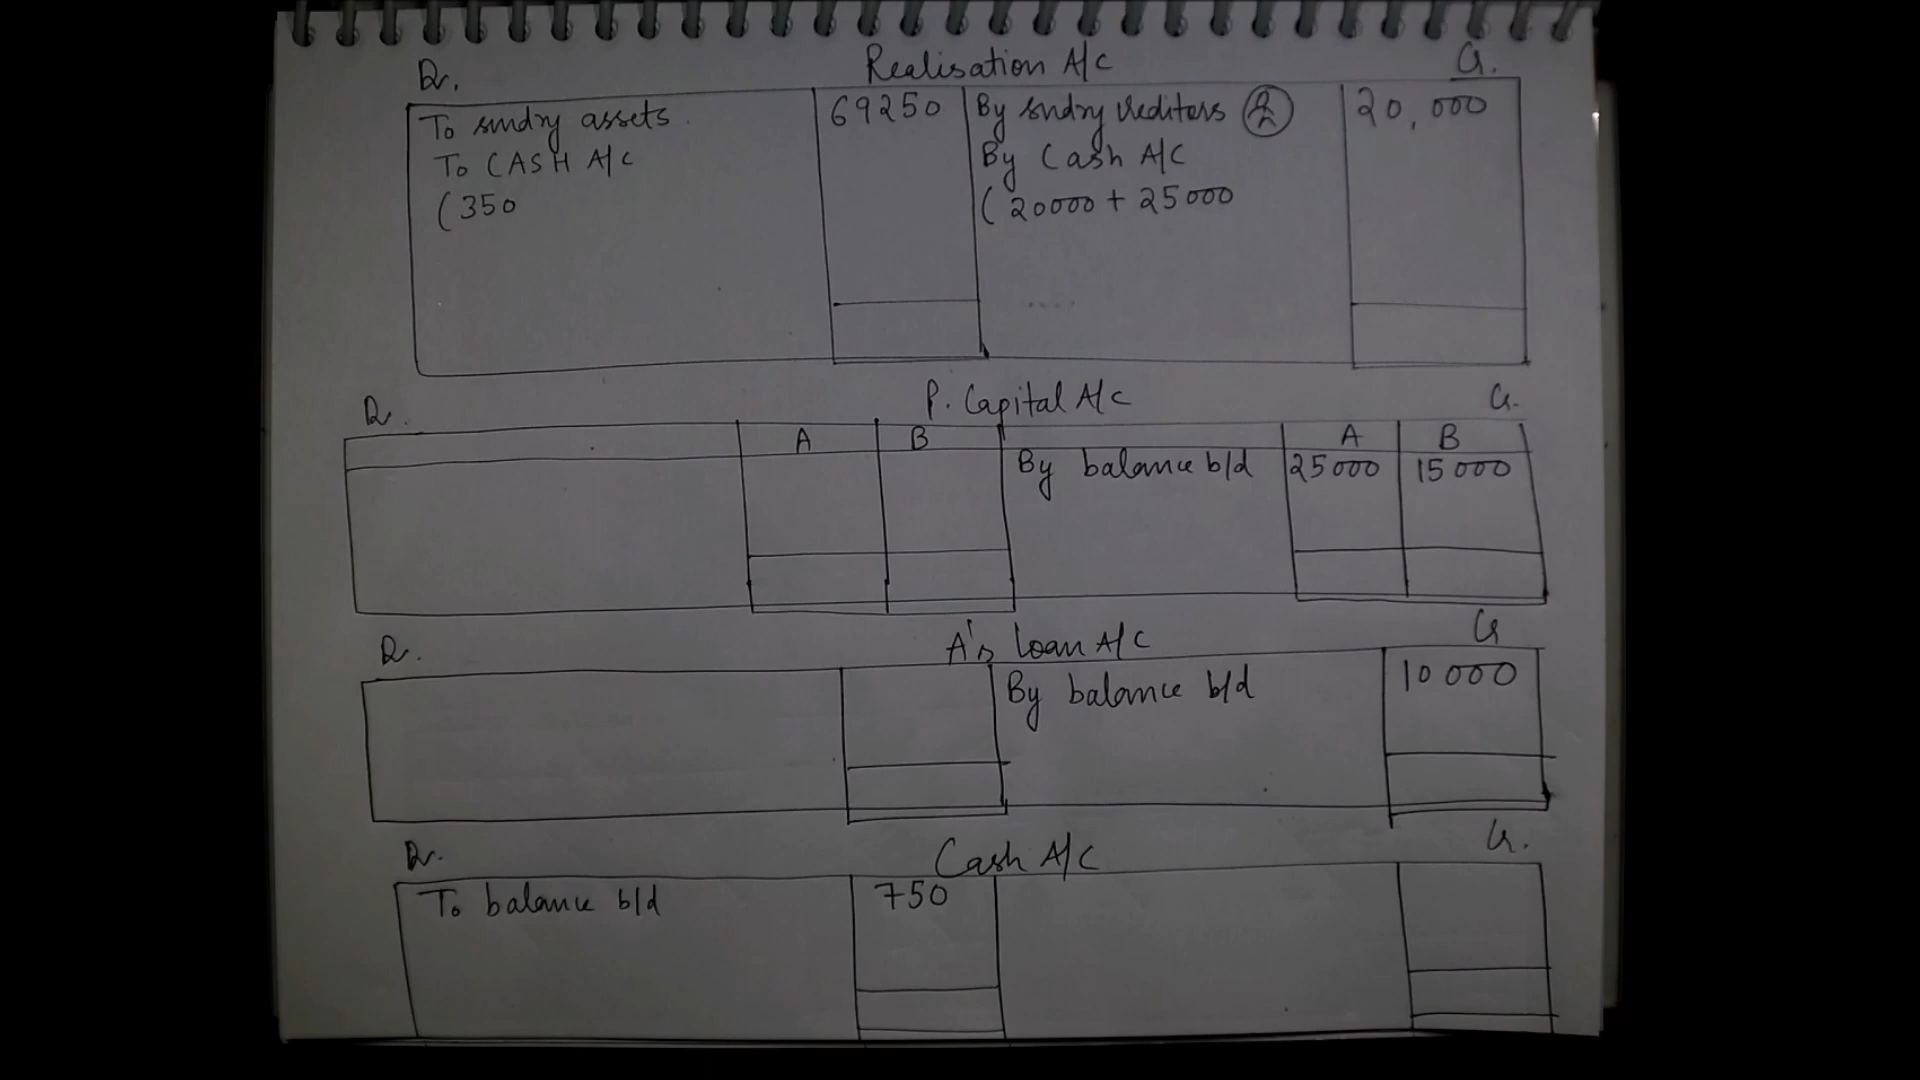 Realisation A/c
Dr. Cr.
To sundry assets 69250 By sndry creditors 20,000
To CASH A/c By Cash A/C
(350 (20000 + 25000
P. Capital A/c
Dr. Cr.
A B A B
By balance b/d 25000 15000
A's Loan A/C
Dr. Cr
By balance b/d 10000
Cash A/C
Dr. Cr.
To balance b/d 750